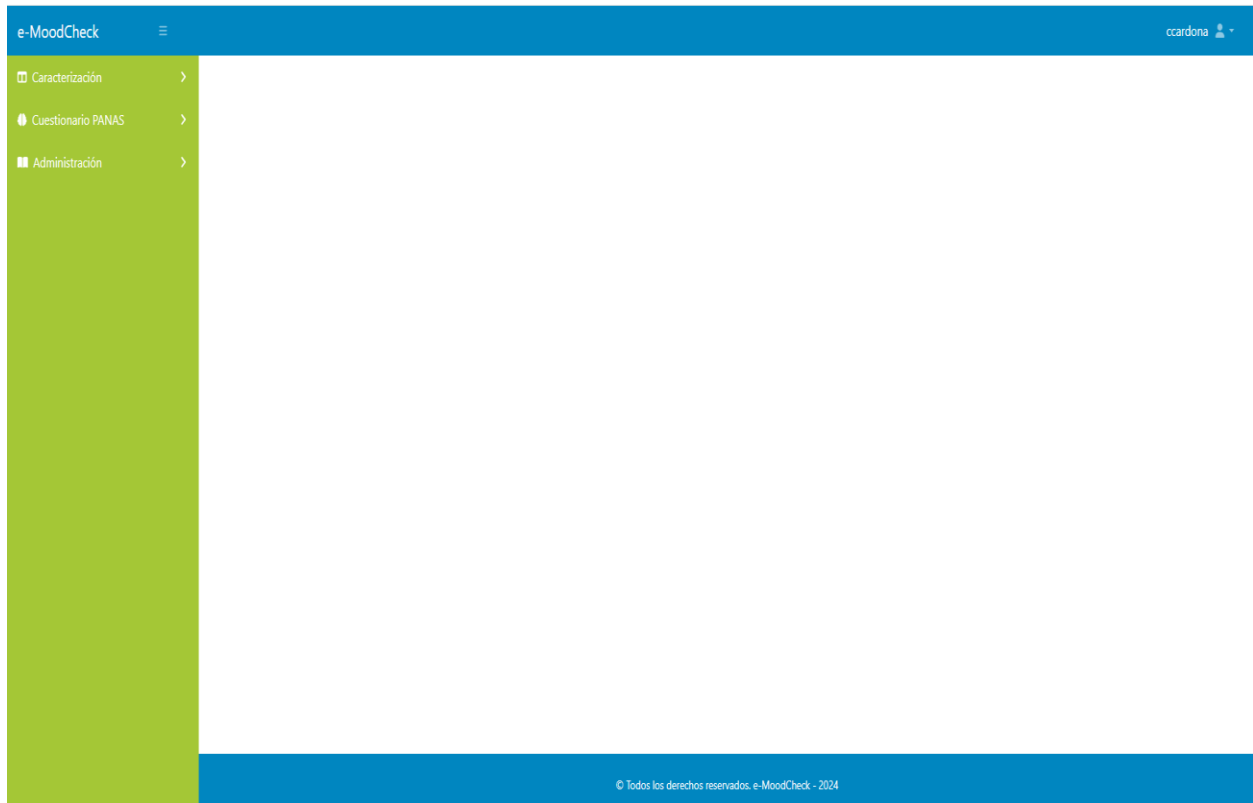 e-MoodCheck
ccardona
Caracterización
Cuestionario PANAS
Administración
© Todos los derechos reservados. e-MoodCheck - 2024